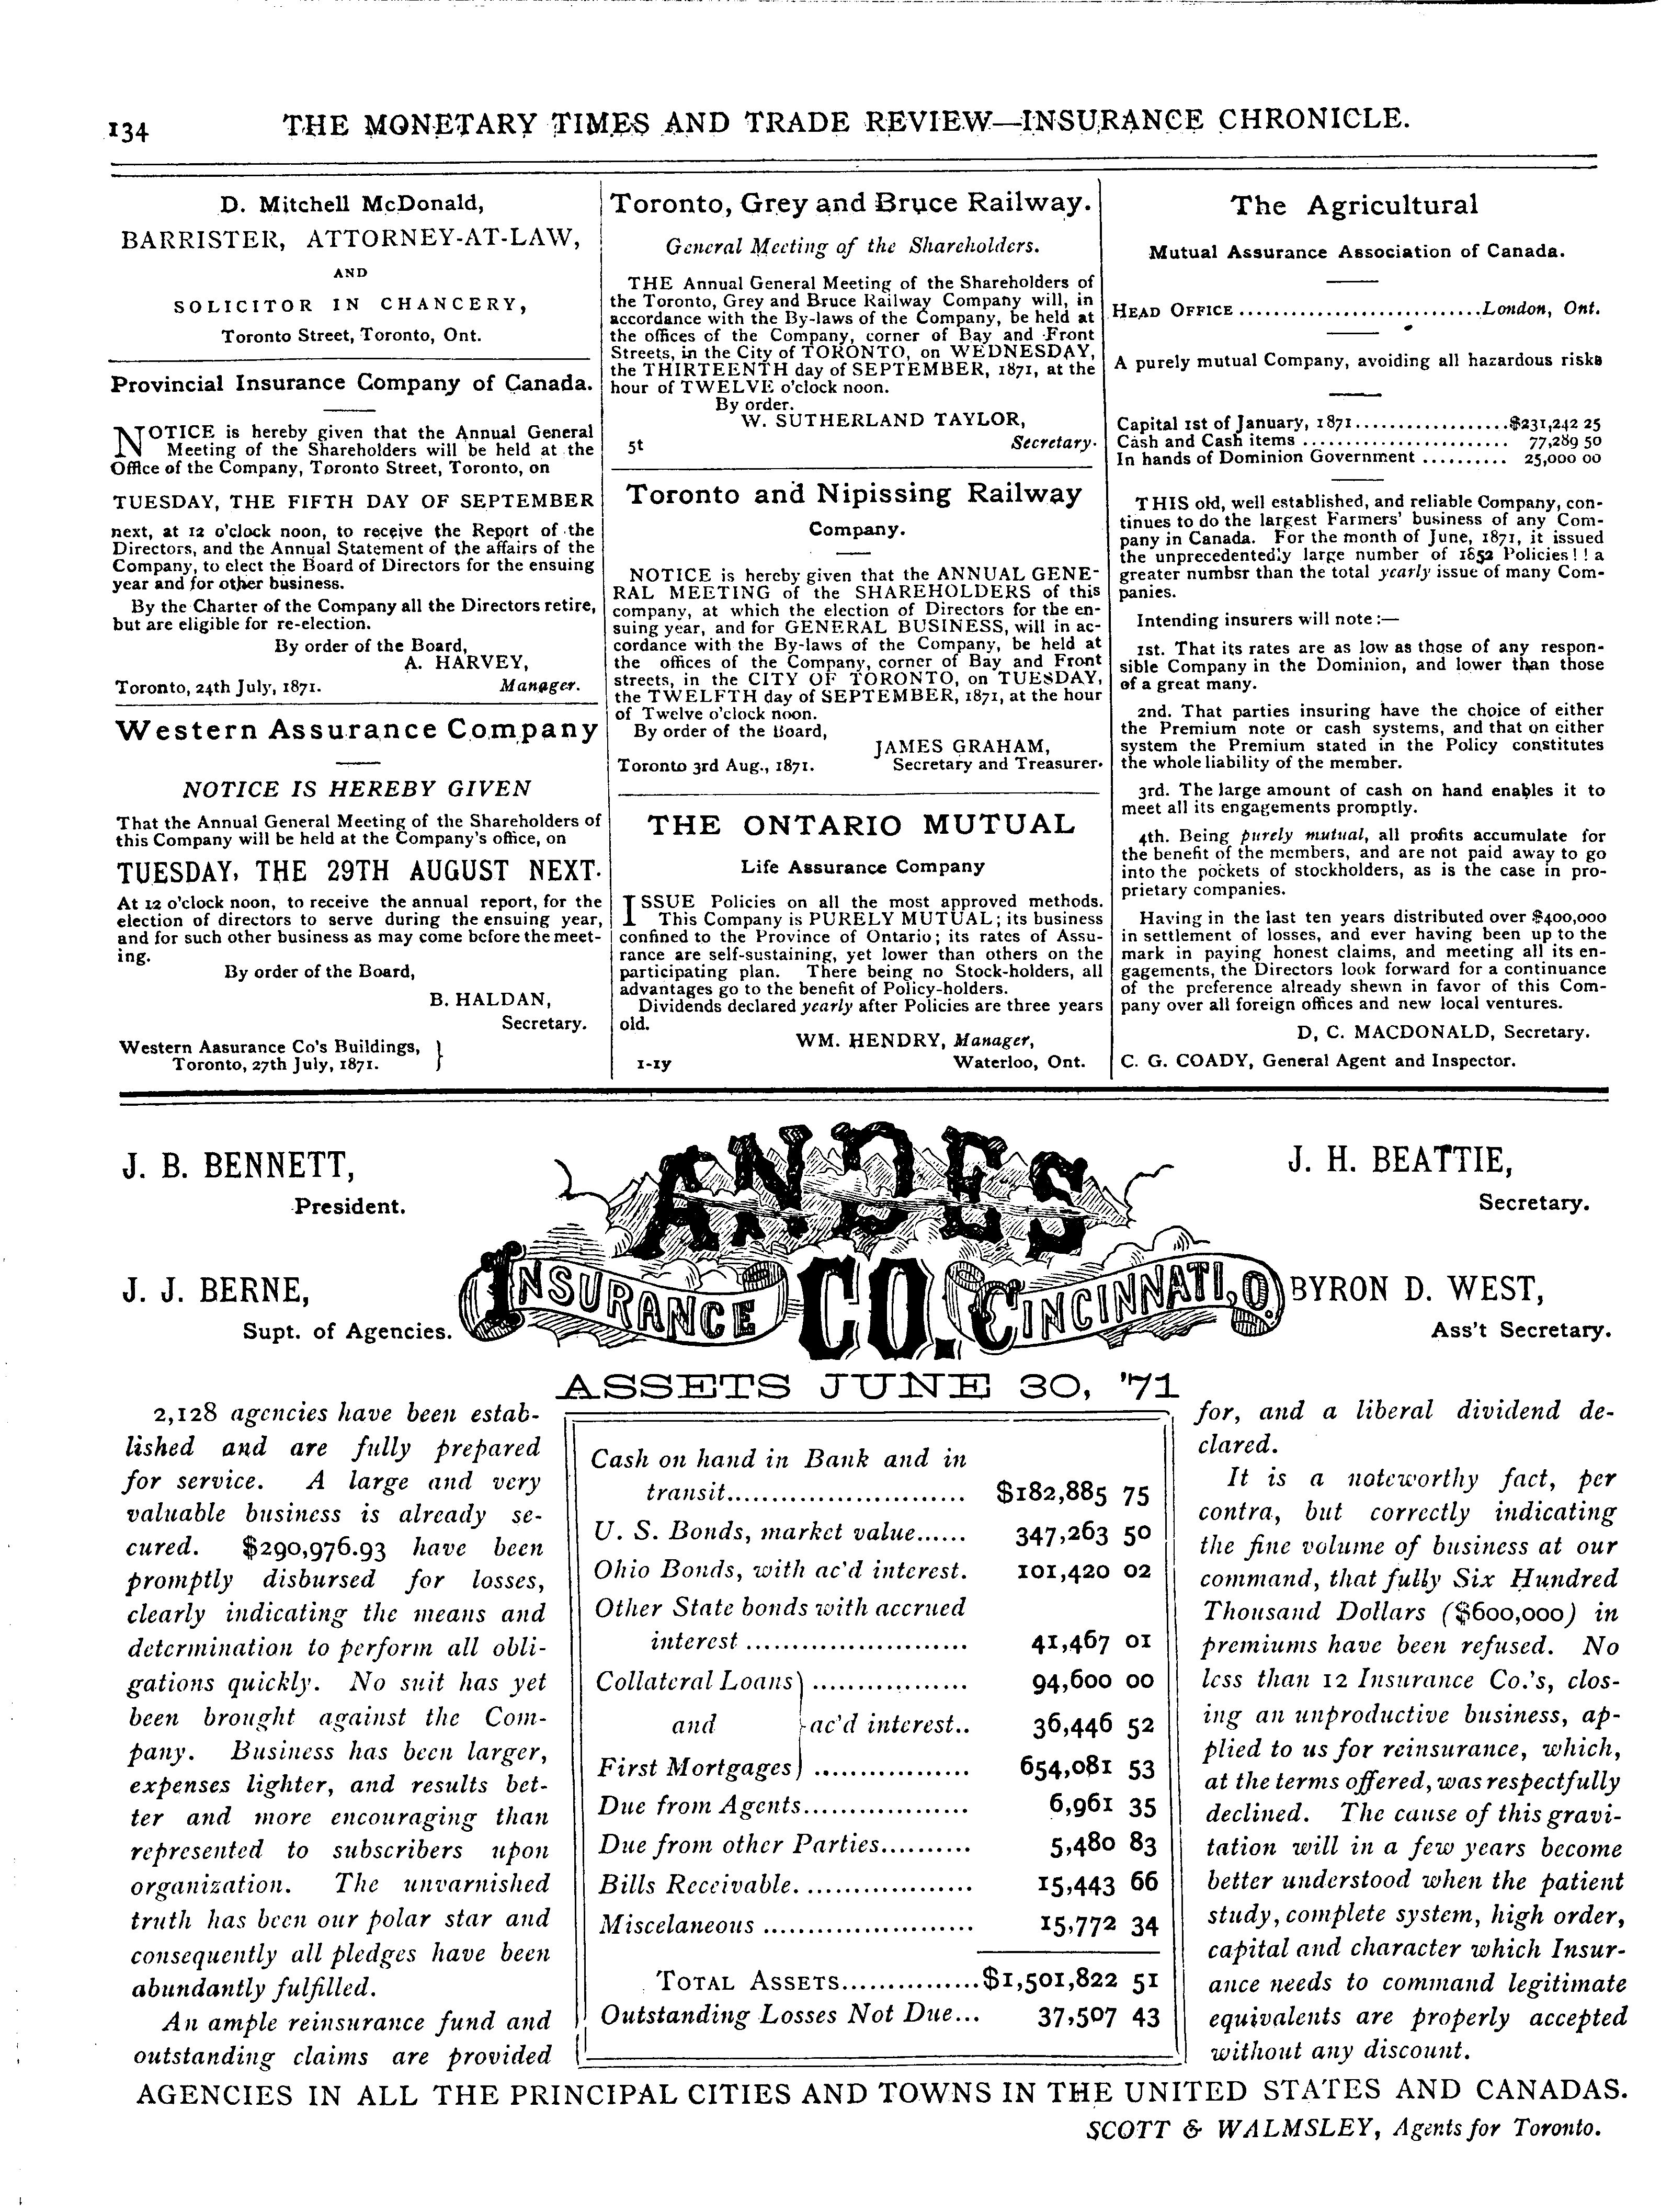 134
THE MONETARY TIMES AND TRADE REVIEW—INSURANCE CHRONICLE.
D. Mitchell McDonald,
BARRISTER, ATTORNEY-AT-LAW,
AND
SOLICITOR IN CHANCERY,
Toronto Street, Toronto, Ont.
Provincial Insurance Company of Canada.
NOTICE is hereby given that the Annual General
Meeting of the Shareholders will be held at the
Office of the Company, Toronto Street, Toronto, on
TUESDAY, THE FIFTH DAY OF SEPTEMBER
next, at 12 o'clock noon, to receive the Report of the
Directors, and the Annual Statement of the affairs of the
Company, to elect the Board of Directors for the ensuing
year and for other business.
By the Charter of the Company all the Directors retire,
but are eligible for re-election.
By order of the Board,
A. HARVEY,
Toronto, 24th July, 1871. Manager.
Western Assurance Company
NOTICE IS HEREBY GIVEN
That the Annual General Meeting of the Shareholders of
this Company will be held at the Company's office, on
TUESDAY, THE 29TH AUGUST NEXT.
At 12 o'clock noon, to receive the annual report, for the
election of directors to serve during the ensuing year,
and for such other business as may come before the meet-
ing.
By order of the Board,
B. HALDAN,
Secretary.
Western Aasurance Co's Buildings,
Toronto, 27th July, 1871.
Toronto, Grey and Bruce Railway.
General Meeting of the Shareholders.
THE Annual General Meeting of the Shareholders of
the Toronto, Grey and Bruce Railway Company will, in
accordance with the By-laws of the Company, be held at
the offices of the Company, corner of Bay and Front
Streets, in the City of TORONTO, on WEDNESDAY,
the THIRTEENTH day of SEPTEMBER, 1871, at the
hour of TWELVE o'clock noon.
By order.
W. SUTHERLAND TAYLOR,
5t Secretary.
Toronto and Nipissing Railway
Company.
NOTICE is hereby given that the ANNUAL GENE-
RAL MEETING of the SHAREHOLDERS of this
company, at which the election of Directors for the en-
suing year, and for GENERAL BUSINESS, will in ac-
cordance with the By-laws of the Company, be held at
the offices of the Company, corner of Bay and Front
streets, in the CITY OF TORONTO, on TUESDAY,
the TWELFTH day of SEPTEMBER, 1871, at the hour
of Twelve o'clock noon.
By order of the Board,
JAMES GRAHAM,
Toronto 3rd Aug., 1871. Secretary and Treasurer.
THE ONTARIO MUTUAL
Life Assurance Company
ISSUE Policies on all the most approved methods.
This Company is PURELY MUTUAL; its business
confined to the Province of Ontario; its rates of Assu-
rance are self-sustaining, yet lower than others on the
participating plan. There being no Stock-holders, all
advantages go to the benefit of Policy-holders.
Dividends declared yearly after Policies are three years
old.
WM. HENDRY, Manager,
1-1y Waterloo, Ont.
The Agricultural
Mutual Assurance Association of Canada.
HEAD OFFICE ........................... London, Ont.
A purely mutual Company, avoiding all hazardous risks
Capital 1st of January, 1871.................$231,242 25
Cash and Cash items ....................... 77,289 50
In hands of Dominion Government .......... 25,000 00
THIS old, well established, and reliable Company, con-
tinues to do the largest Farmers' business of any Com-
pany in Canada. For the month of June, 1871, it issued
the unprecedentedly large number of 1652 Policies!! a
greater numbsr than the total yearly issue of many Com-
panies.
Intending insurers will note:—
1st. That its rates are as low as those of any respon-
sible Company in the Dominion, and lower than those
of a great many.
2nd. That parties insuring have the choice of either
the Premium note or cash systems, and that on either
system the Premium stated in the Policy constitutes
the whole liability of the member.
3rd. The large amount of cash on hand enables it to
meet all its engagements promptly.
4th. Being purely mutual, all profits accumulate for
the benefit of the members, and are not paid away to go
into the pockets of stockholders, as is the case in pro-
prietary companies.
Having in the last ten years distributed over $400,000
in settlement of losses, and ever having been up to the
mark in paying honest claims, and meeting all its en-
gagements, the Directors look forward for a continuance
of the preference already shewn in favor of this Com-
pany over all foreign offices and new local ventures.
D, C. MACDONALD, Secretary.
C. G. COADY, General Agent and Inspector.
J. B. BENNETT,
President.
J. J. BERNE,
Supt. of Agencies.
ANDES
INSURANCE CO. CINCINNATI, O.
J. H. BEATTIE,
Secretary.
BYRON D. WEST,
Ass't Secretary.
ASSETS JUNE 30, '71
2,128 agencies have been estab-
lished and are fully prepared
for service. A large and very
valuable business is already se-
cured. $290,976.93 have been
promptly disbursed for losses,
clearly indicating the means and
determination to perform all obli-
gations quickly. No suit has yet
been brought against the Com-
pany. Business has been larger,
expenses lighter, and results bet-
ter and more encouraging than
represented to subscribers upon
organization. The unvarnished
truth has been our polar star and
consequently all pledges have been
abundantly fulfilled.
An ample reinsurance fund and
outstanding claims are provided
Cash on hand in Bank and in
transit........................... $182,885 75
U. S. Bonds, market value...... 347,263 50
Ohio Bonds, with ac'd interest. 101,420 02
Other State bonds with accrued
interest ......................... 41,467 01
Collateral Loans .................. 94,600 00
and ac'd interest.. 36,446 52
First Mortgages .................. 654,081 53
Due from Agents................... 6,961 35
Due from other Parties.......... 5,480 83
Bills Receivable. ................... 15,443 66
Miscelaneous ........................ 15,772 34
TOTAL ASSETS...............$1,501,822 51
Outstanding Losses Not Due... 37,507 43
for, and a liberal dividend de-
clared.
It is a noteworthy fact, per
contra, but correctly indicating
the fine volume of business at our
command, that fully Six Hundred
Thousand Dollars ($600,000) in
premiums have been refused. No
less than 12 Insurance Co.'s, clos-
ing an unproductive business, ap-
plied to us for reinsurance, which,
at the terms offered, was respectfully
declined. The cause of this gravi-
tation will in a few years become
better understood when the patient
study, complete system, high order,
capital and character which Insur-
ance needs to command legitimate
equivalents are properly accepted
without any discount.
AGENCIES IN ALL THE PRINCIPAL CITIES AND TOWNS IN THE UNITED STATES AND CANADAS.
SCOTT & WALMSLEY, Agents for Toronto.